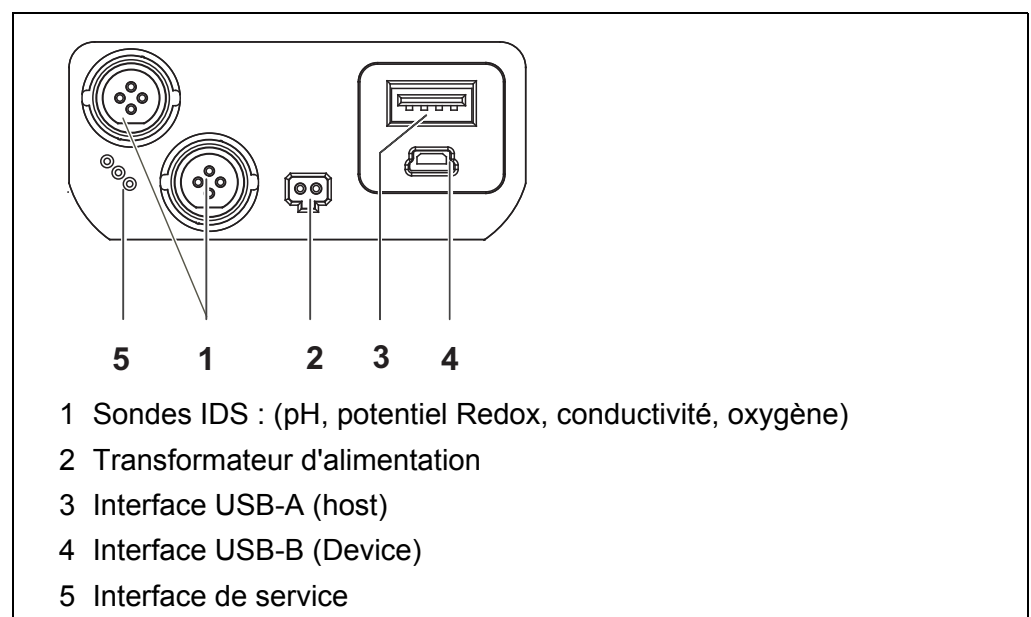 5 1 2 3 4
1 Sondes IDS : (pH, potentiel Redox, conductivité, oxygène)
2 Transformateur d'alimentation
3 Interface USB-A (host)
4 Interface USB-B (Device)
5 Interface de service